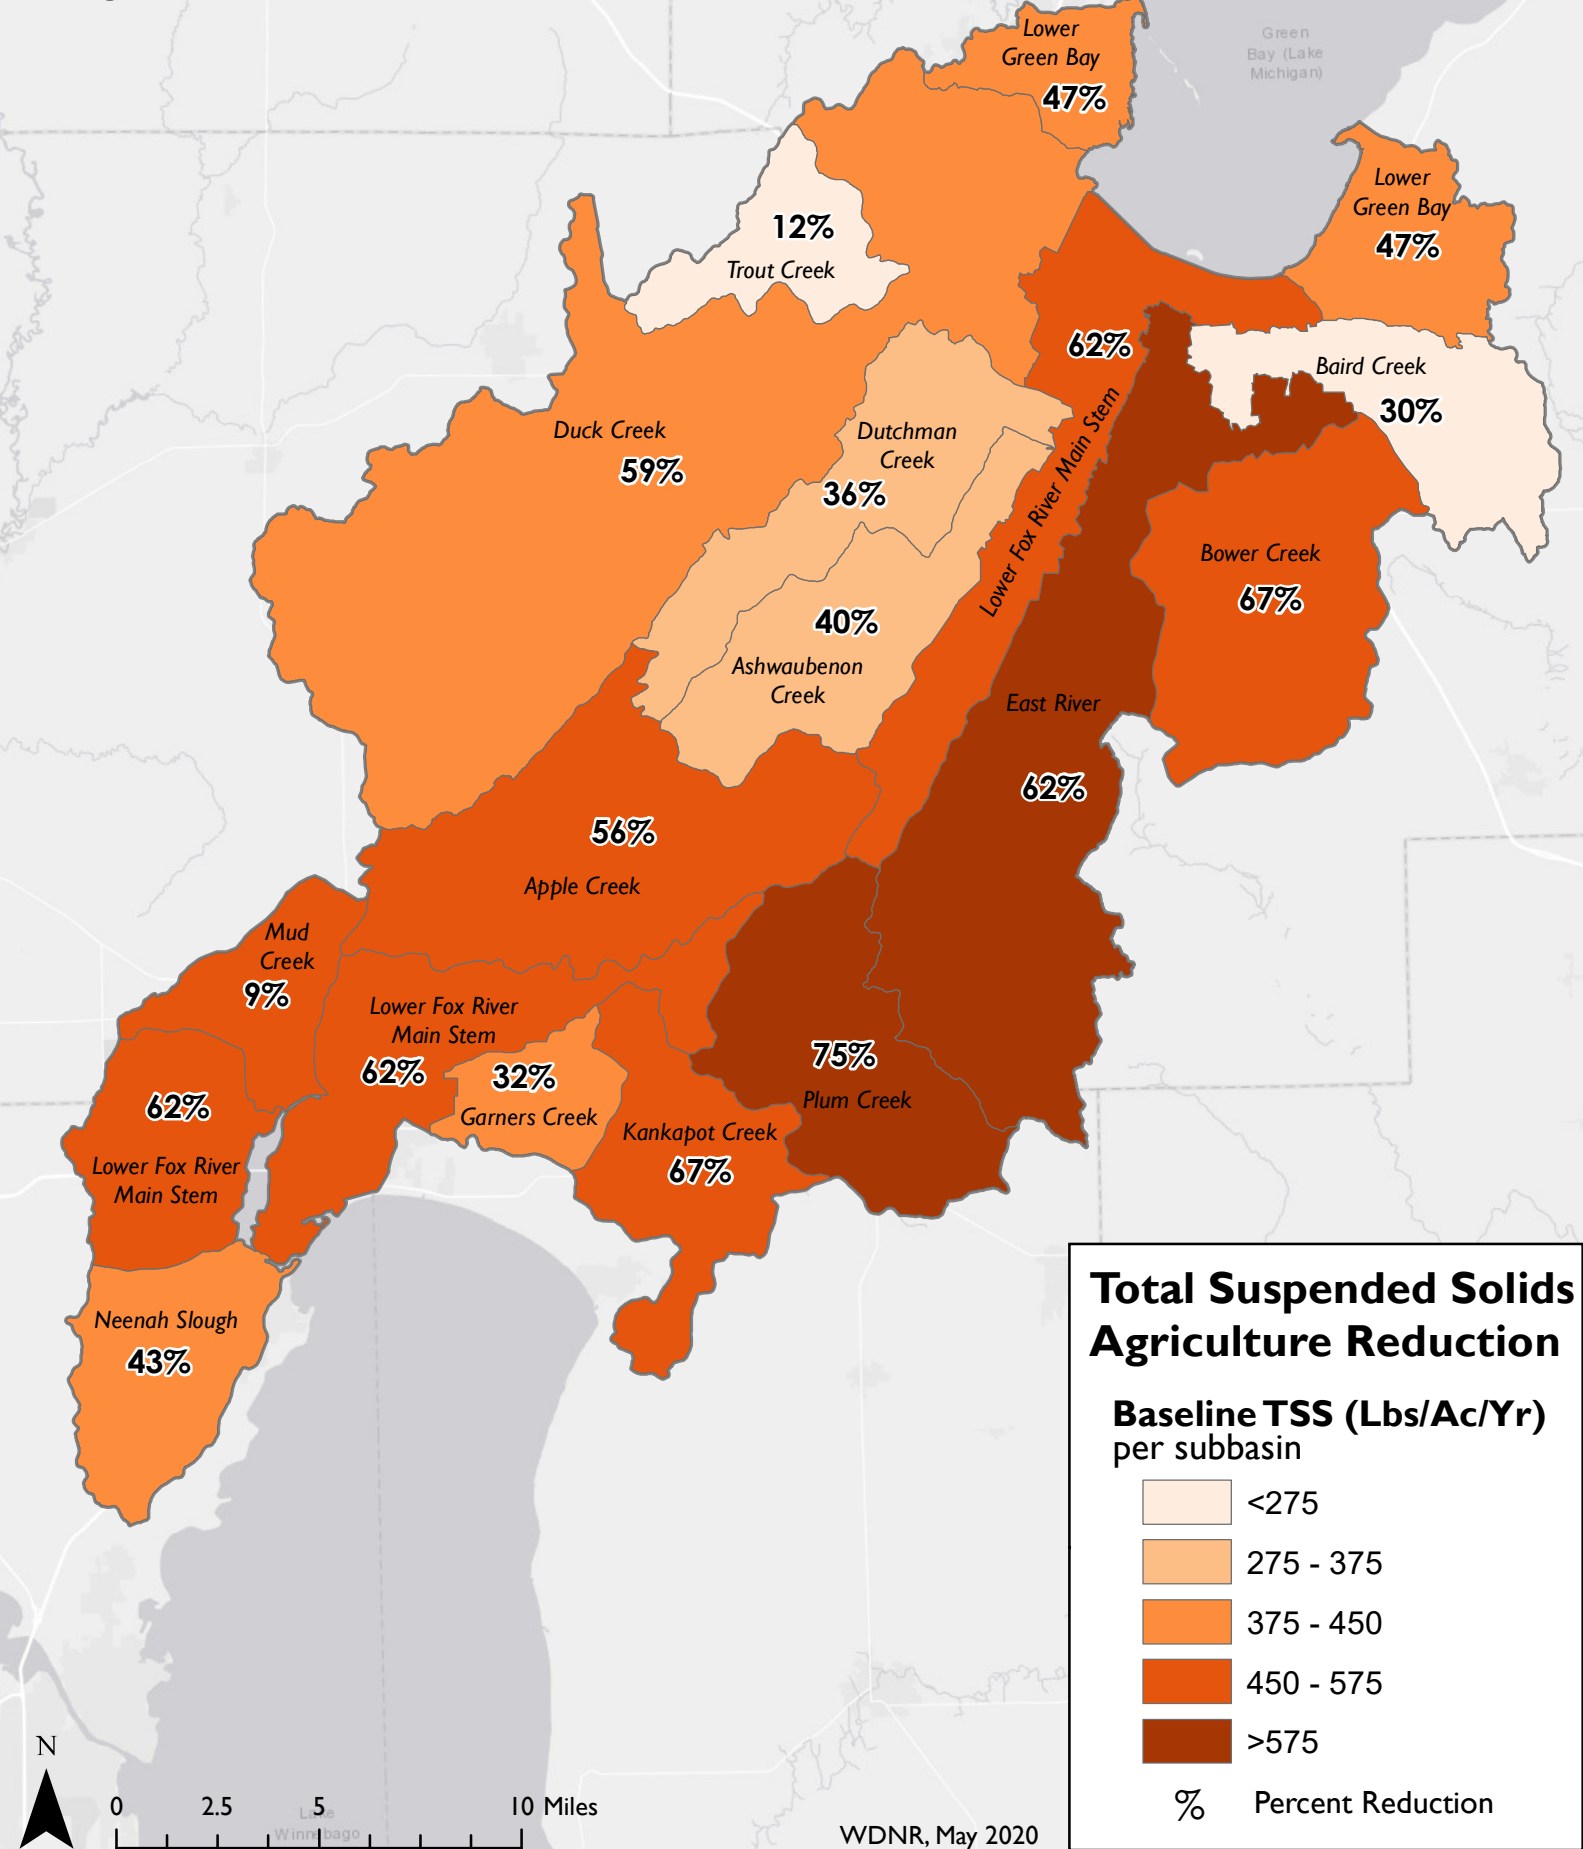 Lower
Green Bay
47%
Green
Bay (Lake
Michigan)
Lower
Green Bay
47%
12%
Trout Creek
62%
Baird Creek
30%
Duck Creek
59%
Dutchman
Creek
36%
Lower Fox River Main Stem
Bower Creek
67%
40%
Ashwaubenon
Creek
East River
62%
56%
Apple Creek
Mud
Creek
9%
Lower Fox River
Main Stem
62%
32%
Garners Creek
75%
Plum Creek
62%
Lower Fox River
Main Stem
Kankapot Creek
67%
Neenah Slough
43%
Total Suspended Solids
Agriculture Reduction
Baseline TSS (Lbs/Ac/Yr)
per subbasin
<275
275 - 375
375 - 450
450 - 575
>575
% Percent Reduction
N
0 2.5 5 10 Miles
Lake
Winnebago
WDNR, May 2020